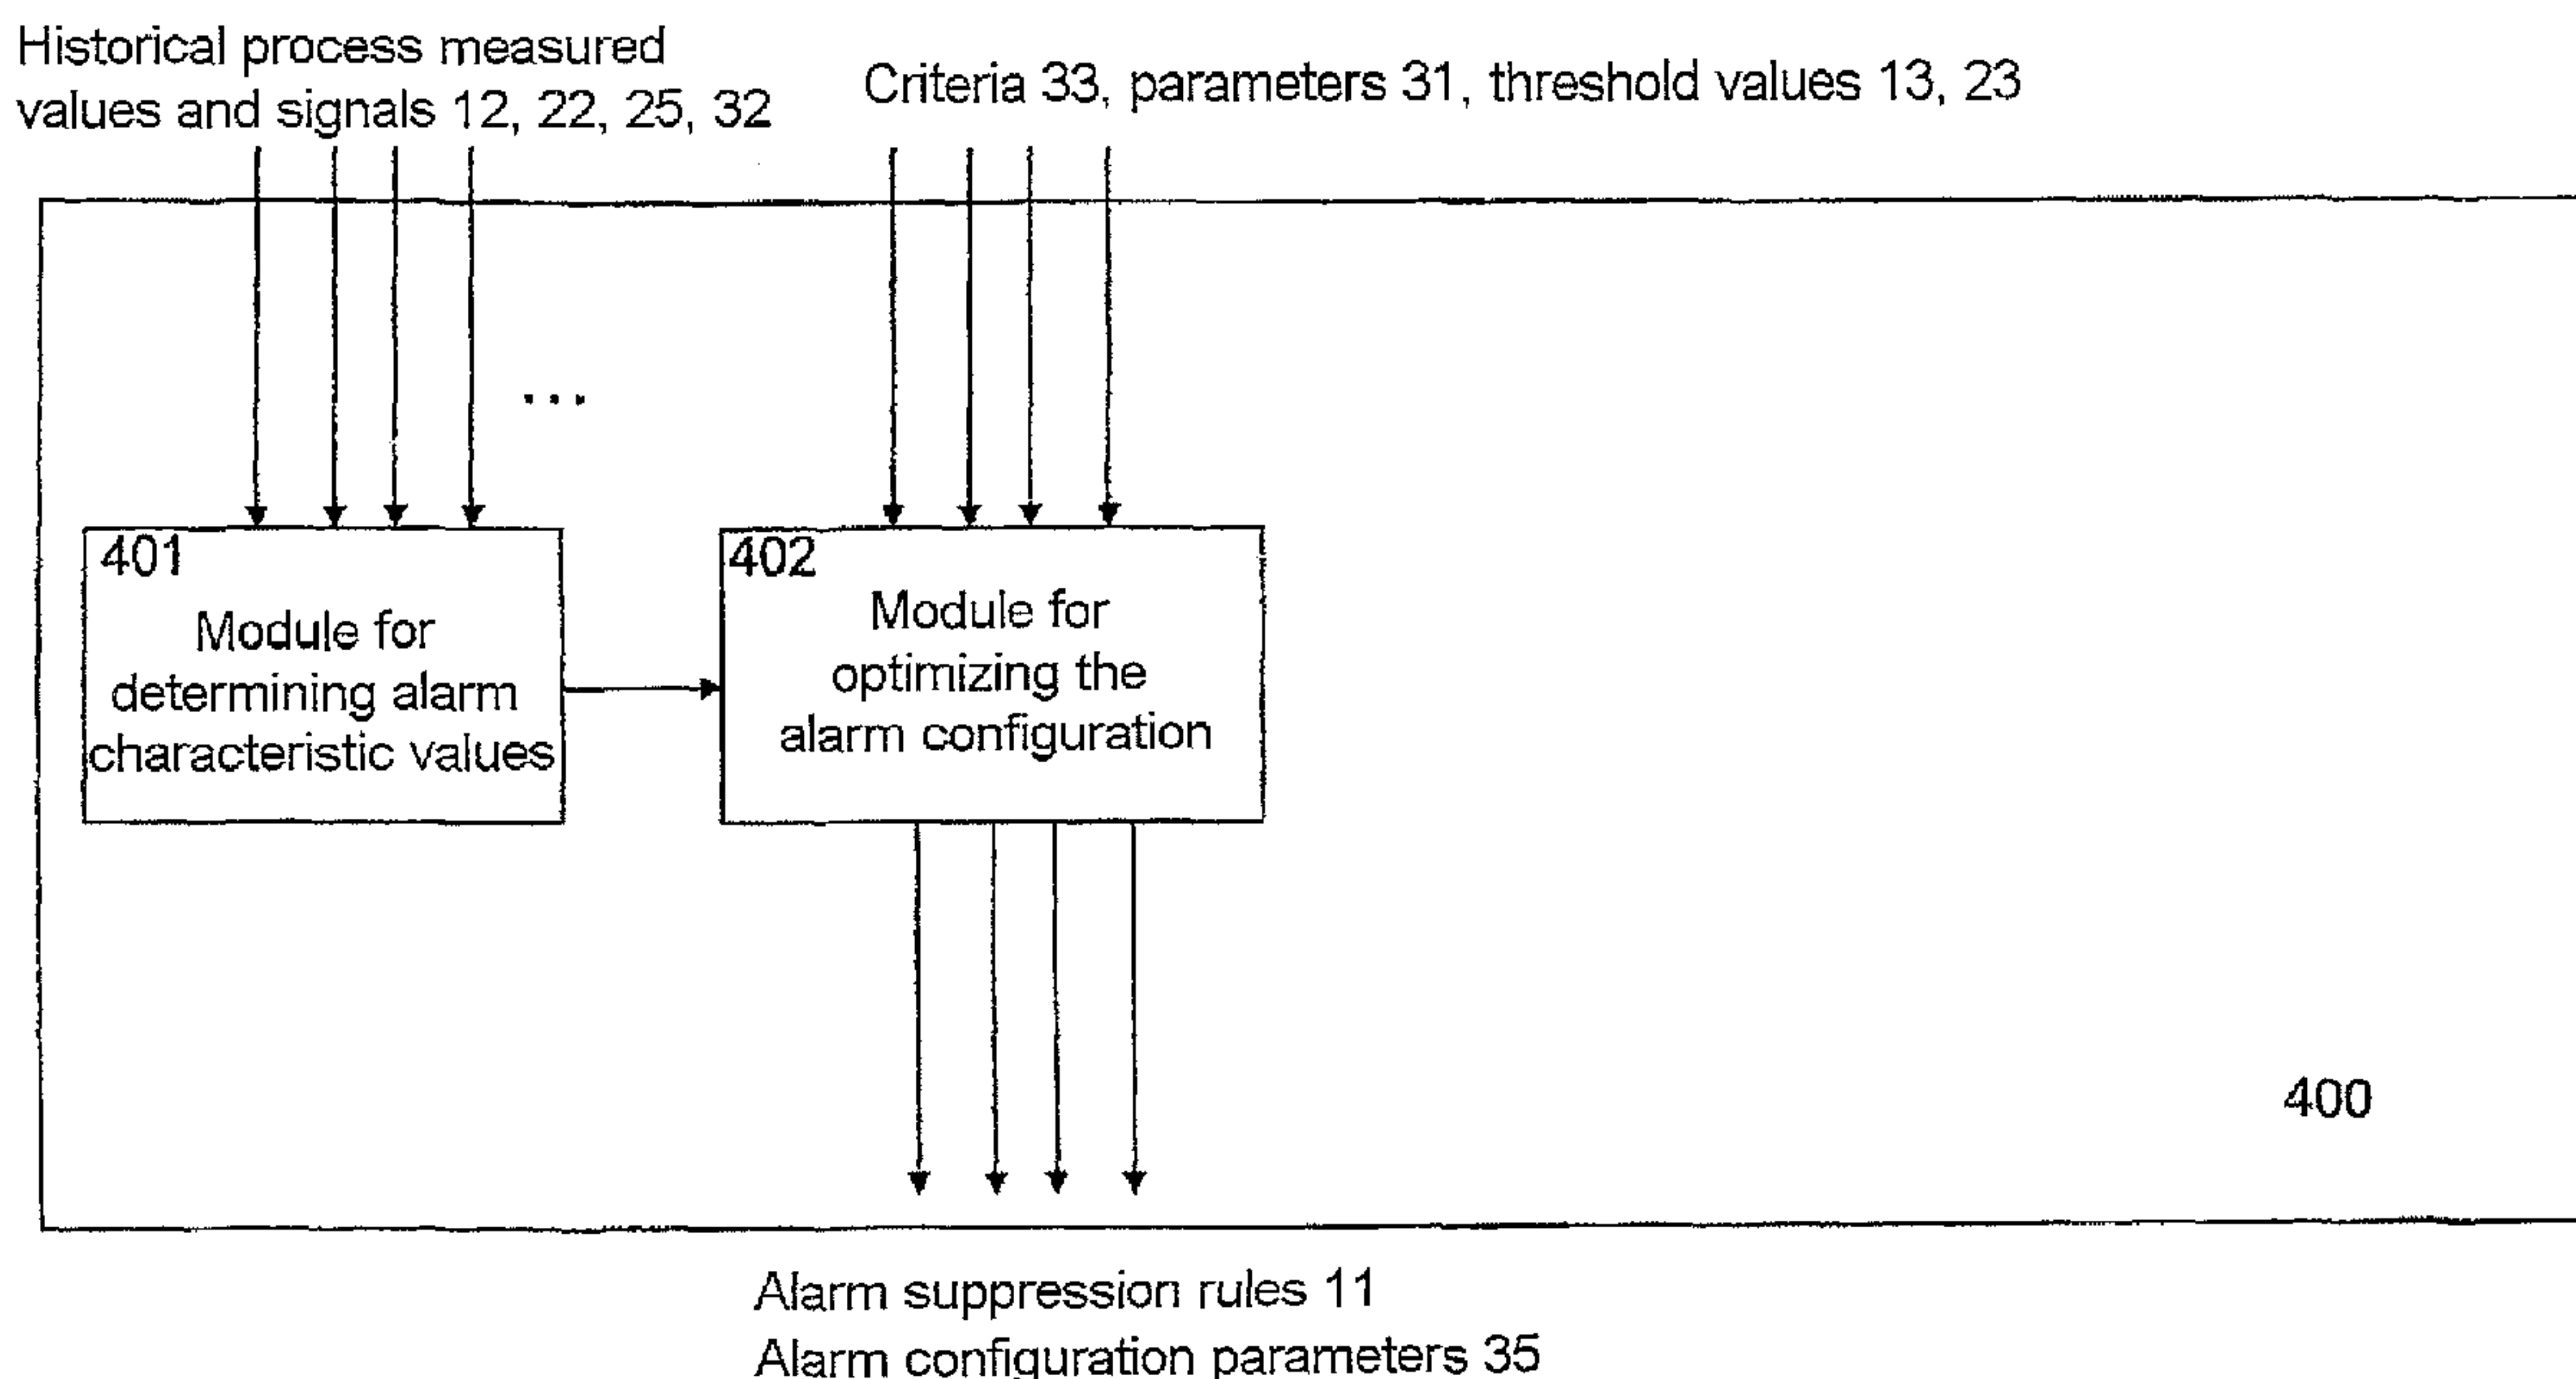 Historical process measured
values and signals 12, 22, 25, 32
Criteria 33, parameters 31, threshold values 13, 23
...
401
Module for
determining alarm
characteristic values
402
Module for
optimizing the
alarm configuration
400
Alarm suppression rules 11
Alarm configuration parameters 35